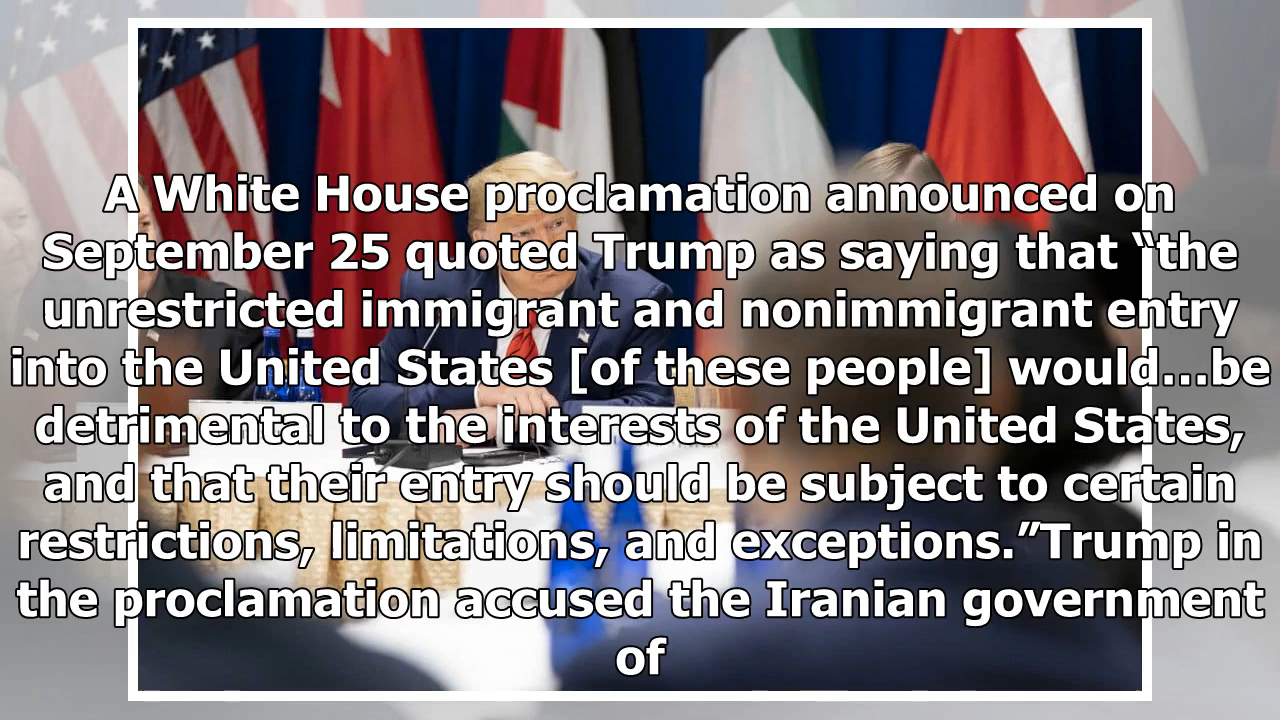 A White House proclamation announced on
September 25 quoted Trump as saying that “the
unrestricted immigrant and nonimmigrant entry
into the United States [of these people] would…be
detrimental to the interests of the United States,
and that their entry should be subject to certain
restrictions, limitations, and exceptions.”Trump in
the proclamation accused the Iranian government
of